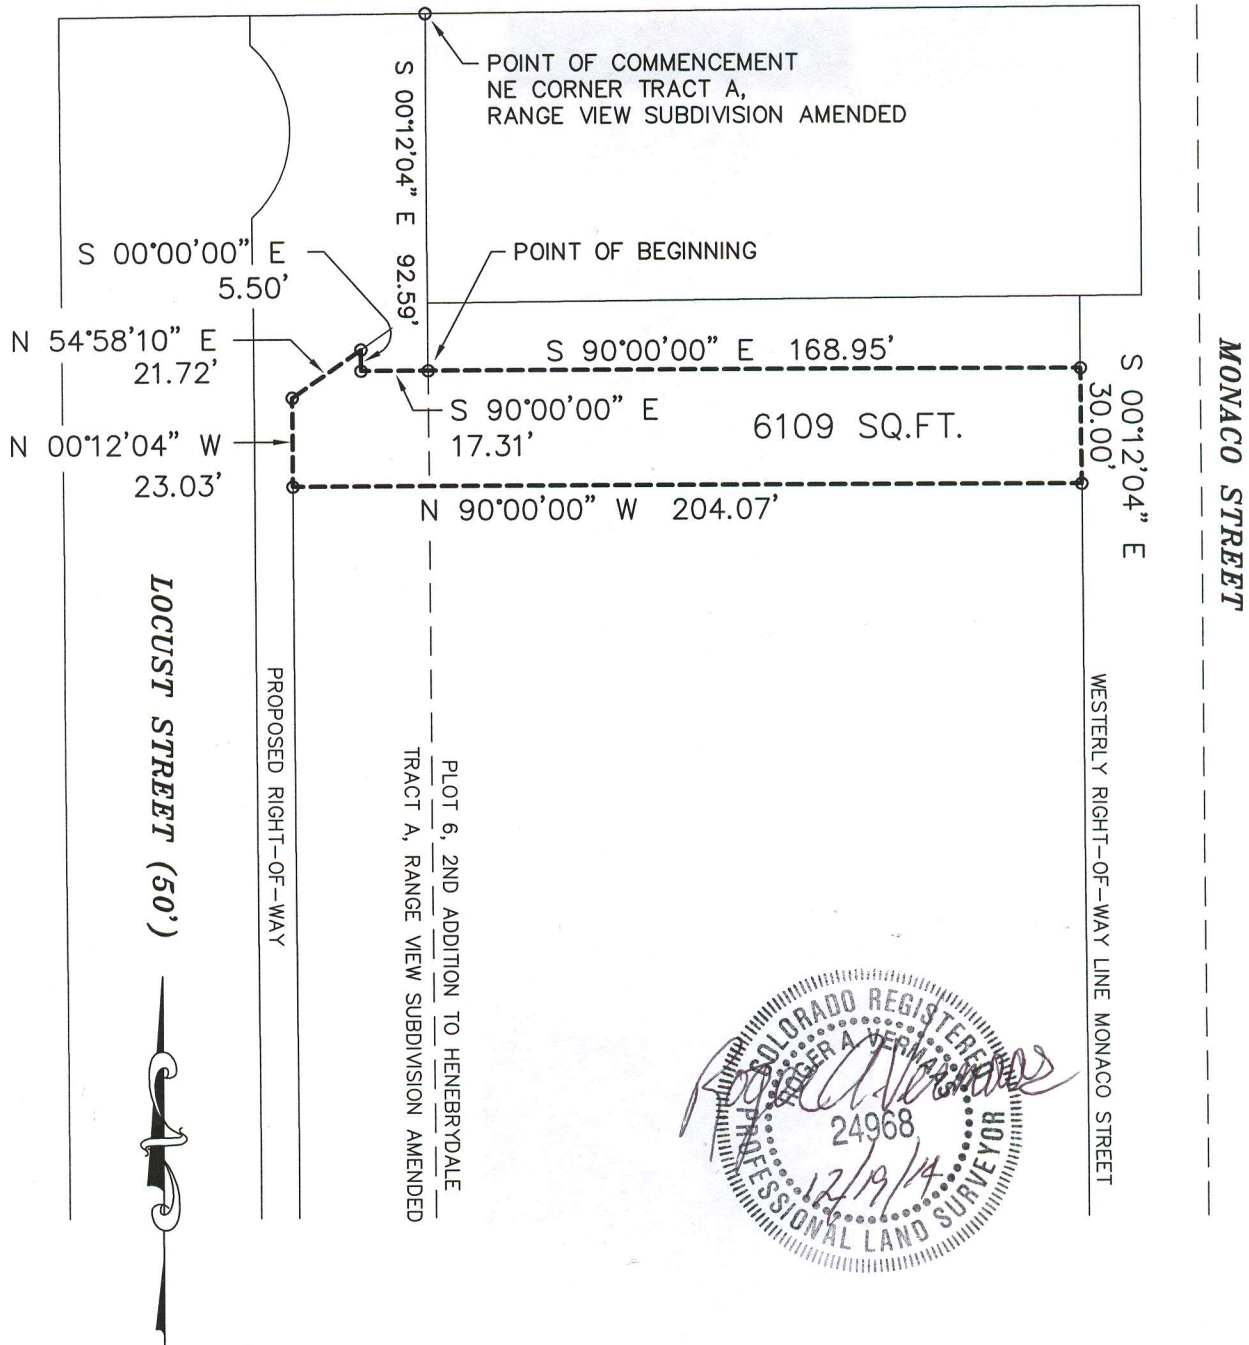 POINT OF COMMENCEMENT
NE CORNER TRACT A,
RANGE VIEW SUBDIVISION AMENDED
S 00°12'04" E 92.59'
POINT OF BEGINNING
S 00°00'00" E
5.50'
N 54°58'10" E
21.72'
N 00°12'04" W
23.03'
S 90°00'00" E 168.95'
S 90°00'00" E
17.31'
6109 SQ.FT.
S 00°12'04" E
30.00'
N 90°00'00" W 204.07'
MONACO STREET
LOCUST STREET (50')
PROPOSED RIGHT-OF-WAY
PLOT 6, 2ND ADDITION TO HENEBRYDALE
TRACT A, RANGE VIEW SUBDIVISION AMENDED
WESTERLY RIGHT-OF-WAY LINE MONACO STREET
COLORADO REGISTERED
ROGER A. VERMAAS
24968
12/19/14
PROFESSIONAL LAND SURVEYOR
Roger A. Vermaas